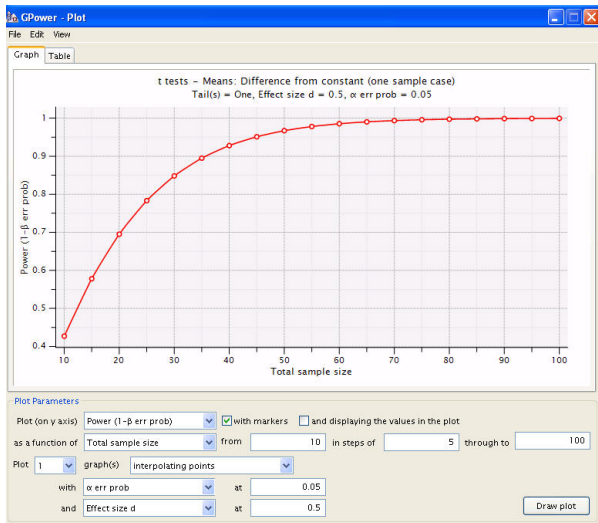 GPower - Plot
File Edit View
Graph Table
t tests – Means: Difference from constant (one sample case)
Tail(s) = One, Effect size d = 0.5, α err prob = 0.05
Power (1-β err prob)
1
0.9
0.8
0.7
0.6
0.5
0.4
10 20 30 40 50 60 70 80 90 100
Total sample size
Plot Parameters
Plot (on y axis) Power (1-β err prob) with markers and displaying the values in the plot
as a function of Total sample size from 10 in steps of 5 through to 100
Plot 1 graph(s) interpolating points
with α err prob at 0.05
and Effect size d at 0.5
Draw plot